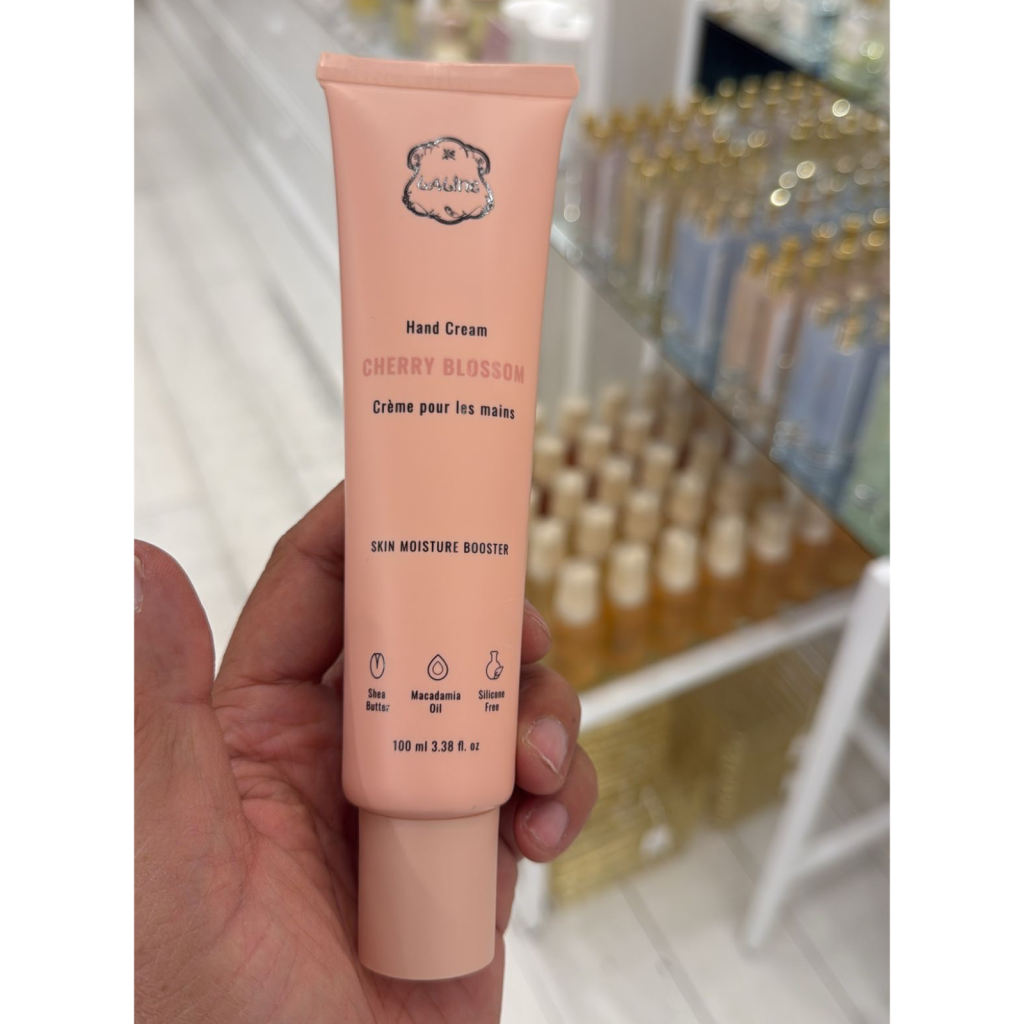 Laline
Hand Cream
CHERRY BLOSSOM
Crème pour les mains
SKIN MOISTURE BOOSTER
Shea
Butter
Macadamia
Oil
Silicone
Free
100 ml 3.38 fl. oz